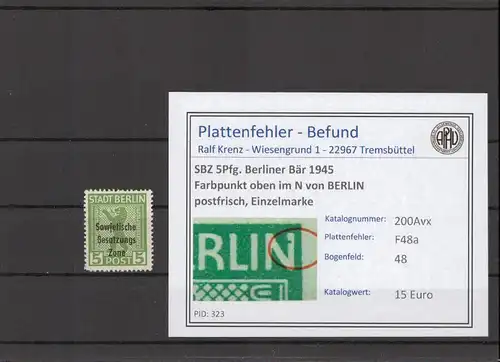 STADT BERLIN
Sowjetische
Besatzungs
Zone
5 POST 5
Plattenfehler - Befund
Ralf Krenz - Wiesengrund 1 - 22967 Tremsbüttel
SBZ 5Pfg. Berliner Bär 1945
Farbpunkt oben im N von BERLIN
postfrisch, Einzelmarke
RLIN
Katalognummer: 200Avx
Plattenfehler: F48a
Bogenfeld: 48
Katalogwert: 15 Euro
PID: 323